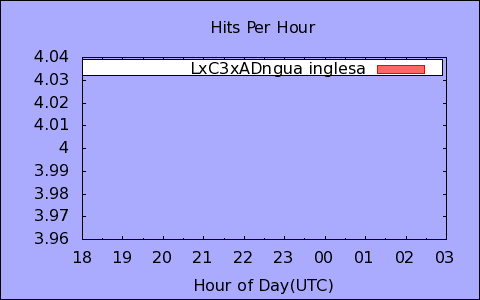 Hits Per Hour
4.04
LxC3xADngua inglesa
4.03
4.02
4.01
4
3.99
3.98
3.97
3.96
18 19 20 21 22 23 00 01 02 03
Hour of Day(UTC)